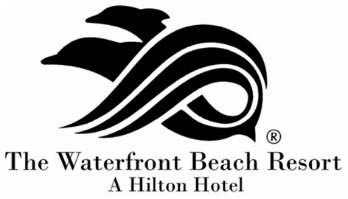 ®
The Waterfront Beach Resort
A Hilton Hotel